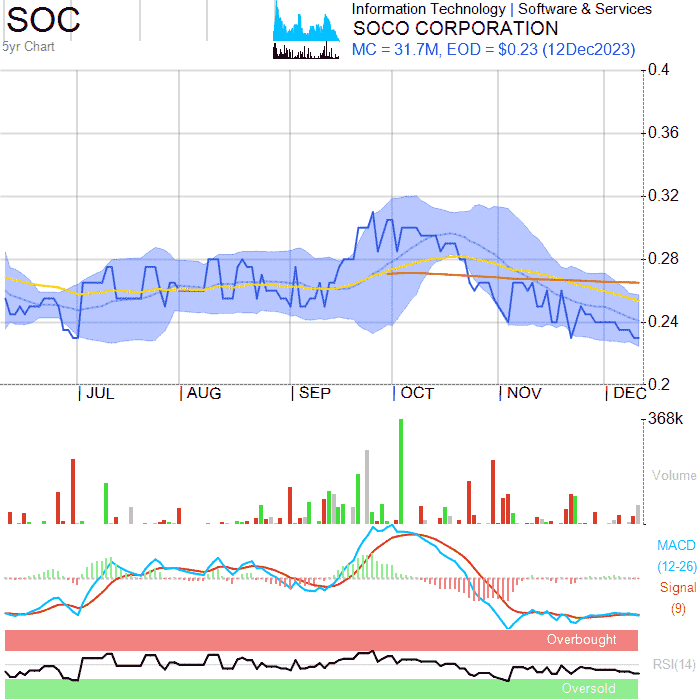 SOC
5yr Chart
Information Technology | Software & Services
SOCO CORPORATION
MC = 31.7M, EOD = $0.23 (12Dec2023)
0.4
0.36
0.32
0.28
0.24
0.2
JUL AUG SEP OCT NOV DEC
368k
Volume
MACD
(12-26)
Signal
(9)
Overbought
RSI(14)
Oversold